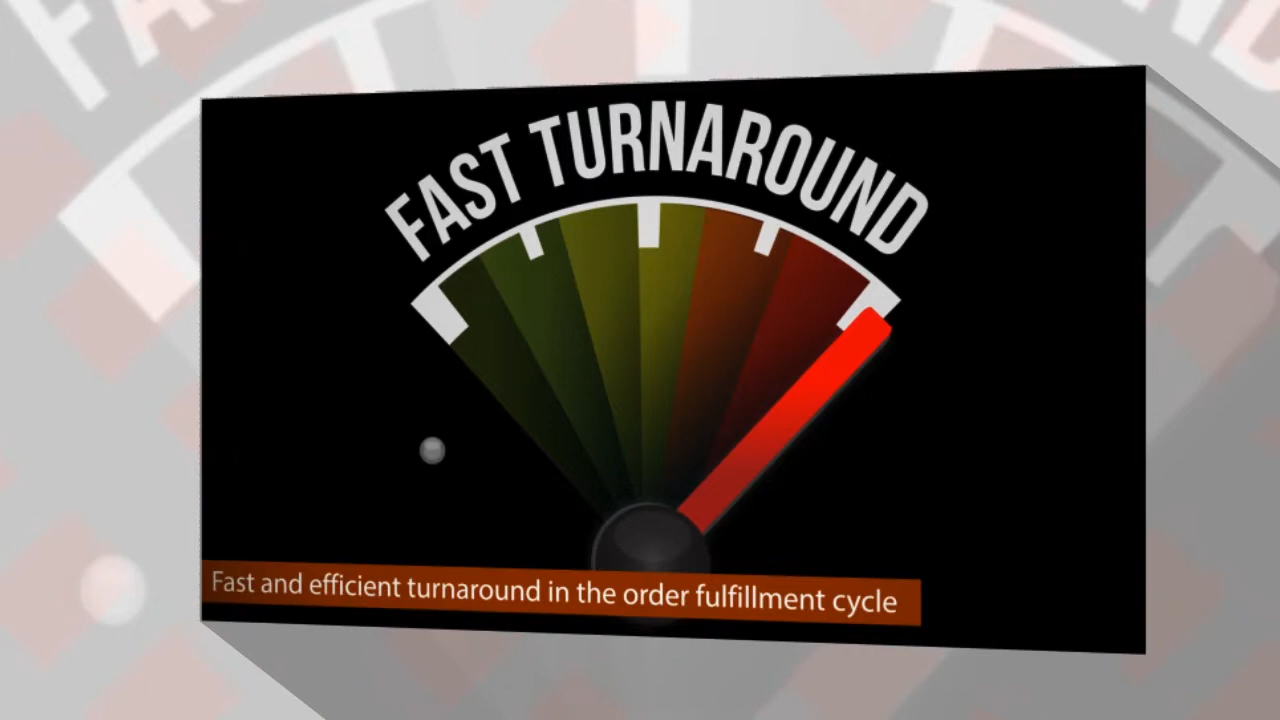 FAST TURNAROUND
Fast and efficient turnaround in the order fulfillment cycle